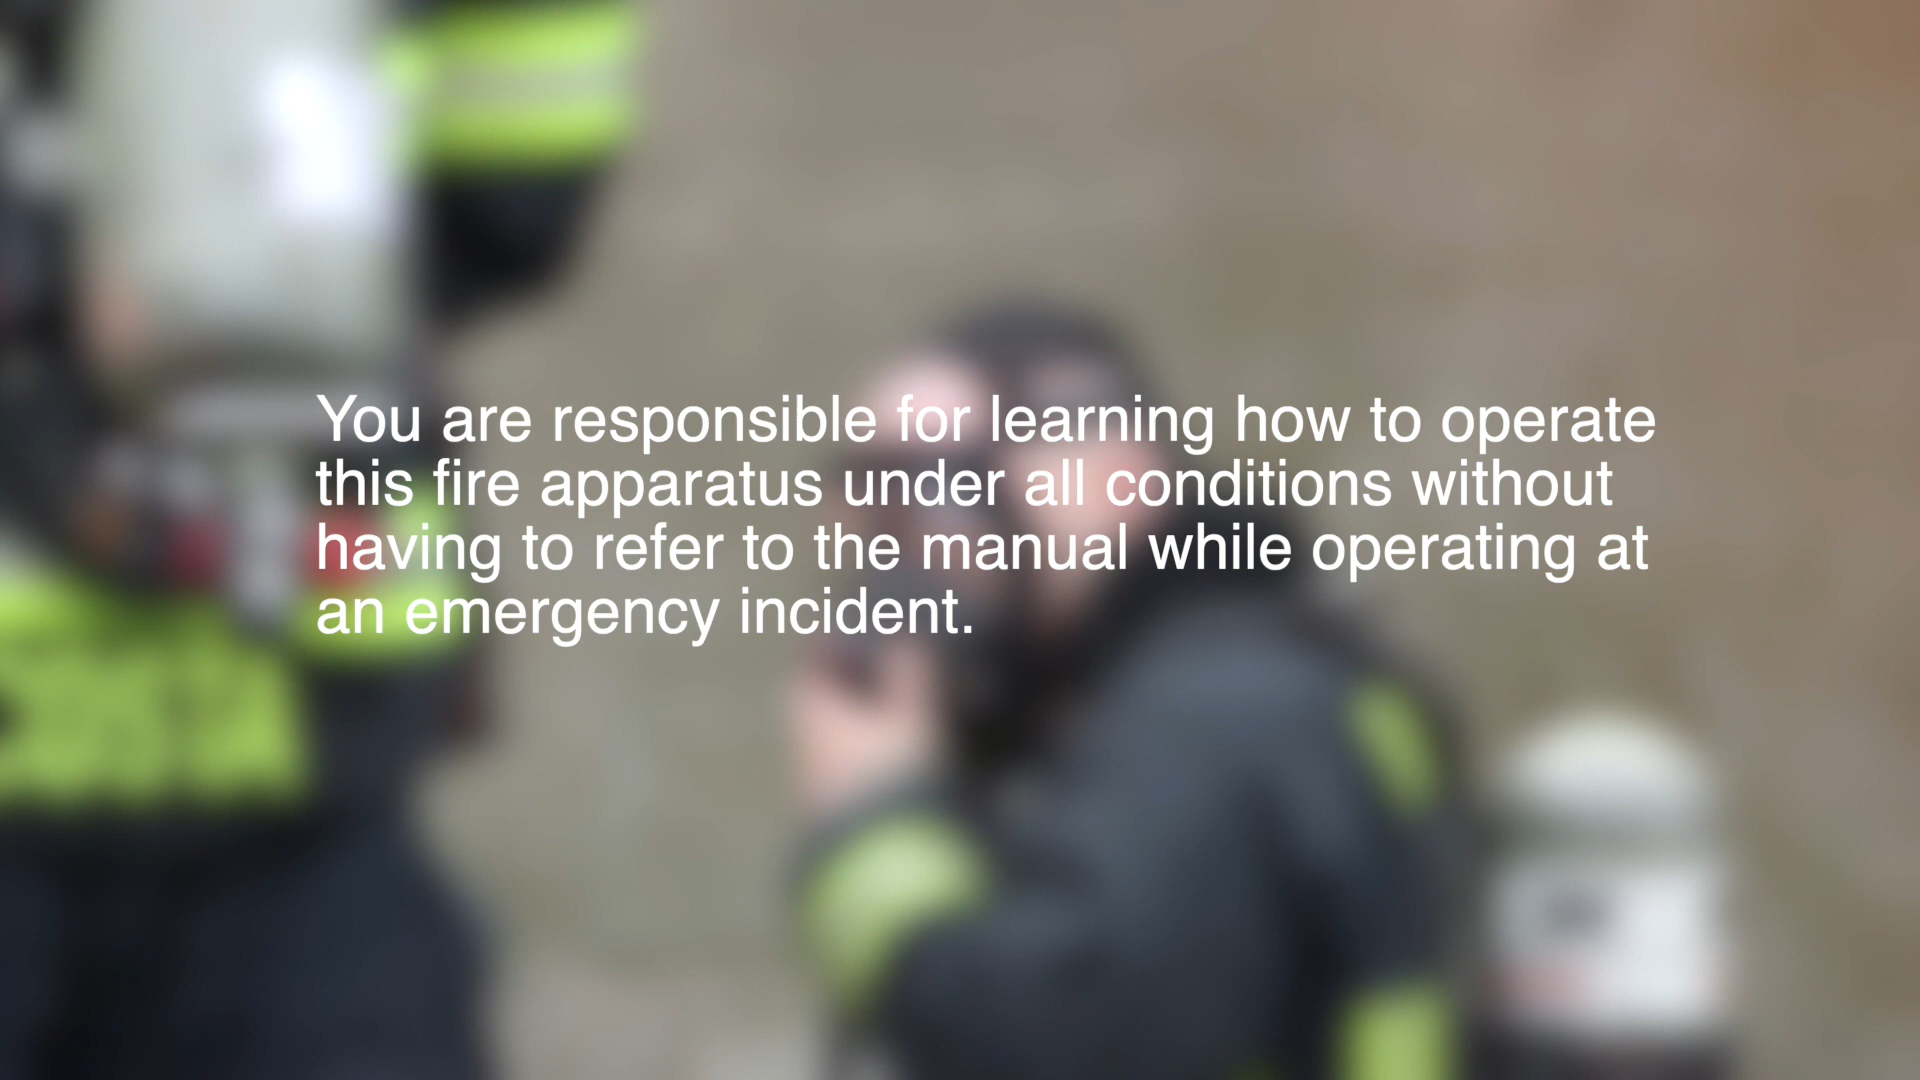 You are responsible for learning how to operate
this fire apparatus under all conditions without
having to refer to the manual while operating at
an emergency incident.